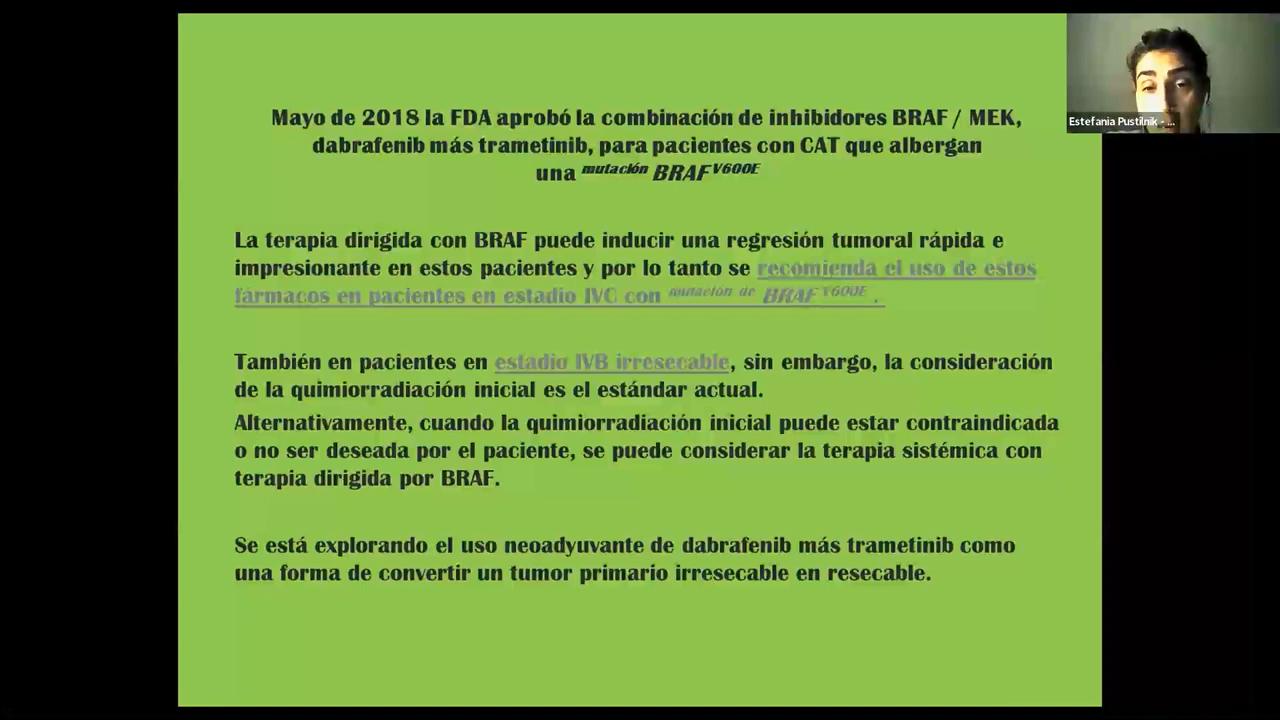 Mayo de 2018 la FDA aprobó la combinación de inhibidores BRAF / MEK,
dabrafenib más trametinib, para pacientes con CAT que albergan
una mutación BRAF V600E
La terapia dirigida con BRAF puede inducir una regresión tumoral rápida e
impresionante en estos pacientes y por lo tanto se recomienda el uso de estos
fármacos en pacientes en estadio IVC con mutación de BRAF V600E .
También en pacientes en estadio IVB irresecable, sin embargo, la consideración
de la quimiorradiación inicial es el estándar actual.
Alternativamente, cuando la quimiorradiación inicial puede estar contraindicada
o no ser deseada por el paciente, se puede considerar la terapia sistémica con
terapia dirigida por BRAF.
Se está explorando el uso neoadyuvante de dabrafenib más trametinib como
una forma de convertir un tumor primario irresecable en resecable.
Estefania Pustilnik - ...